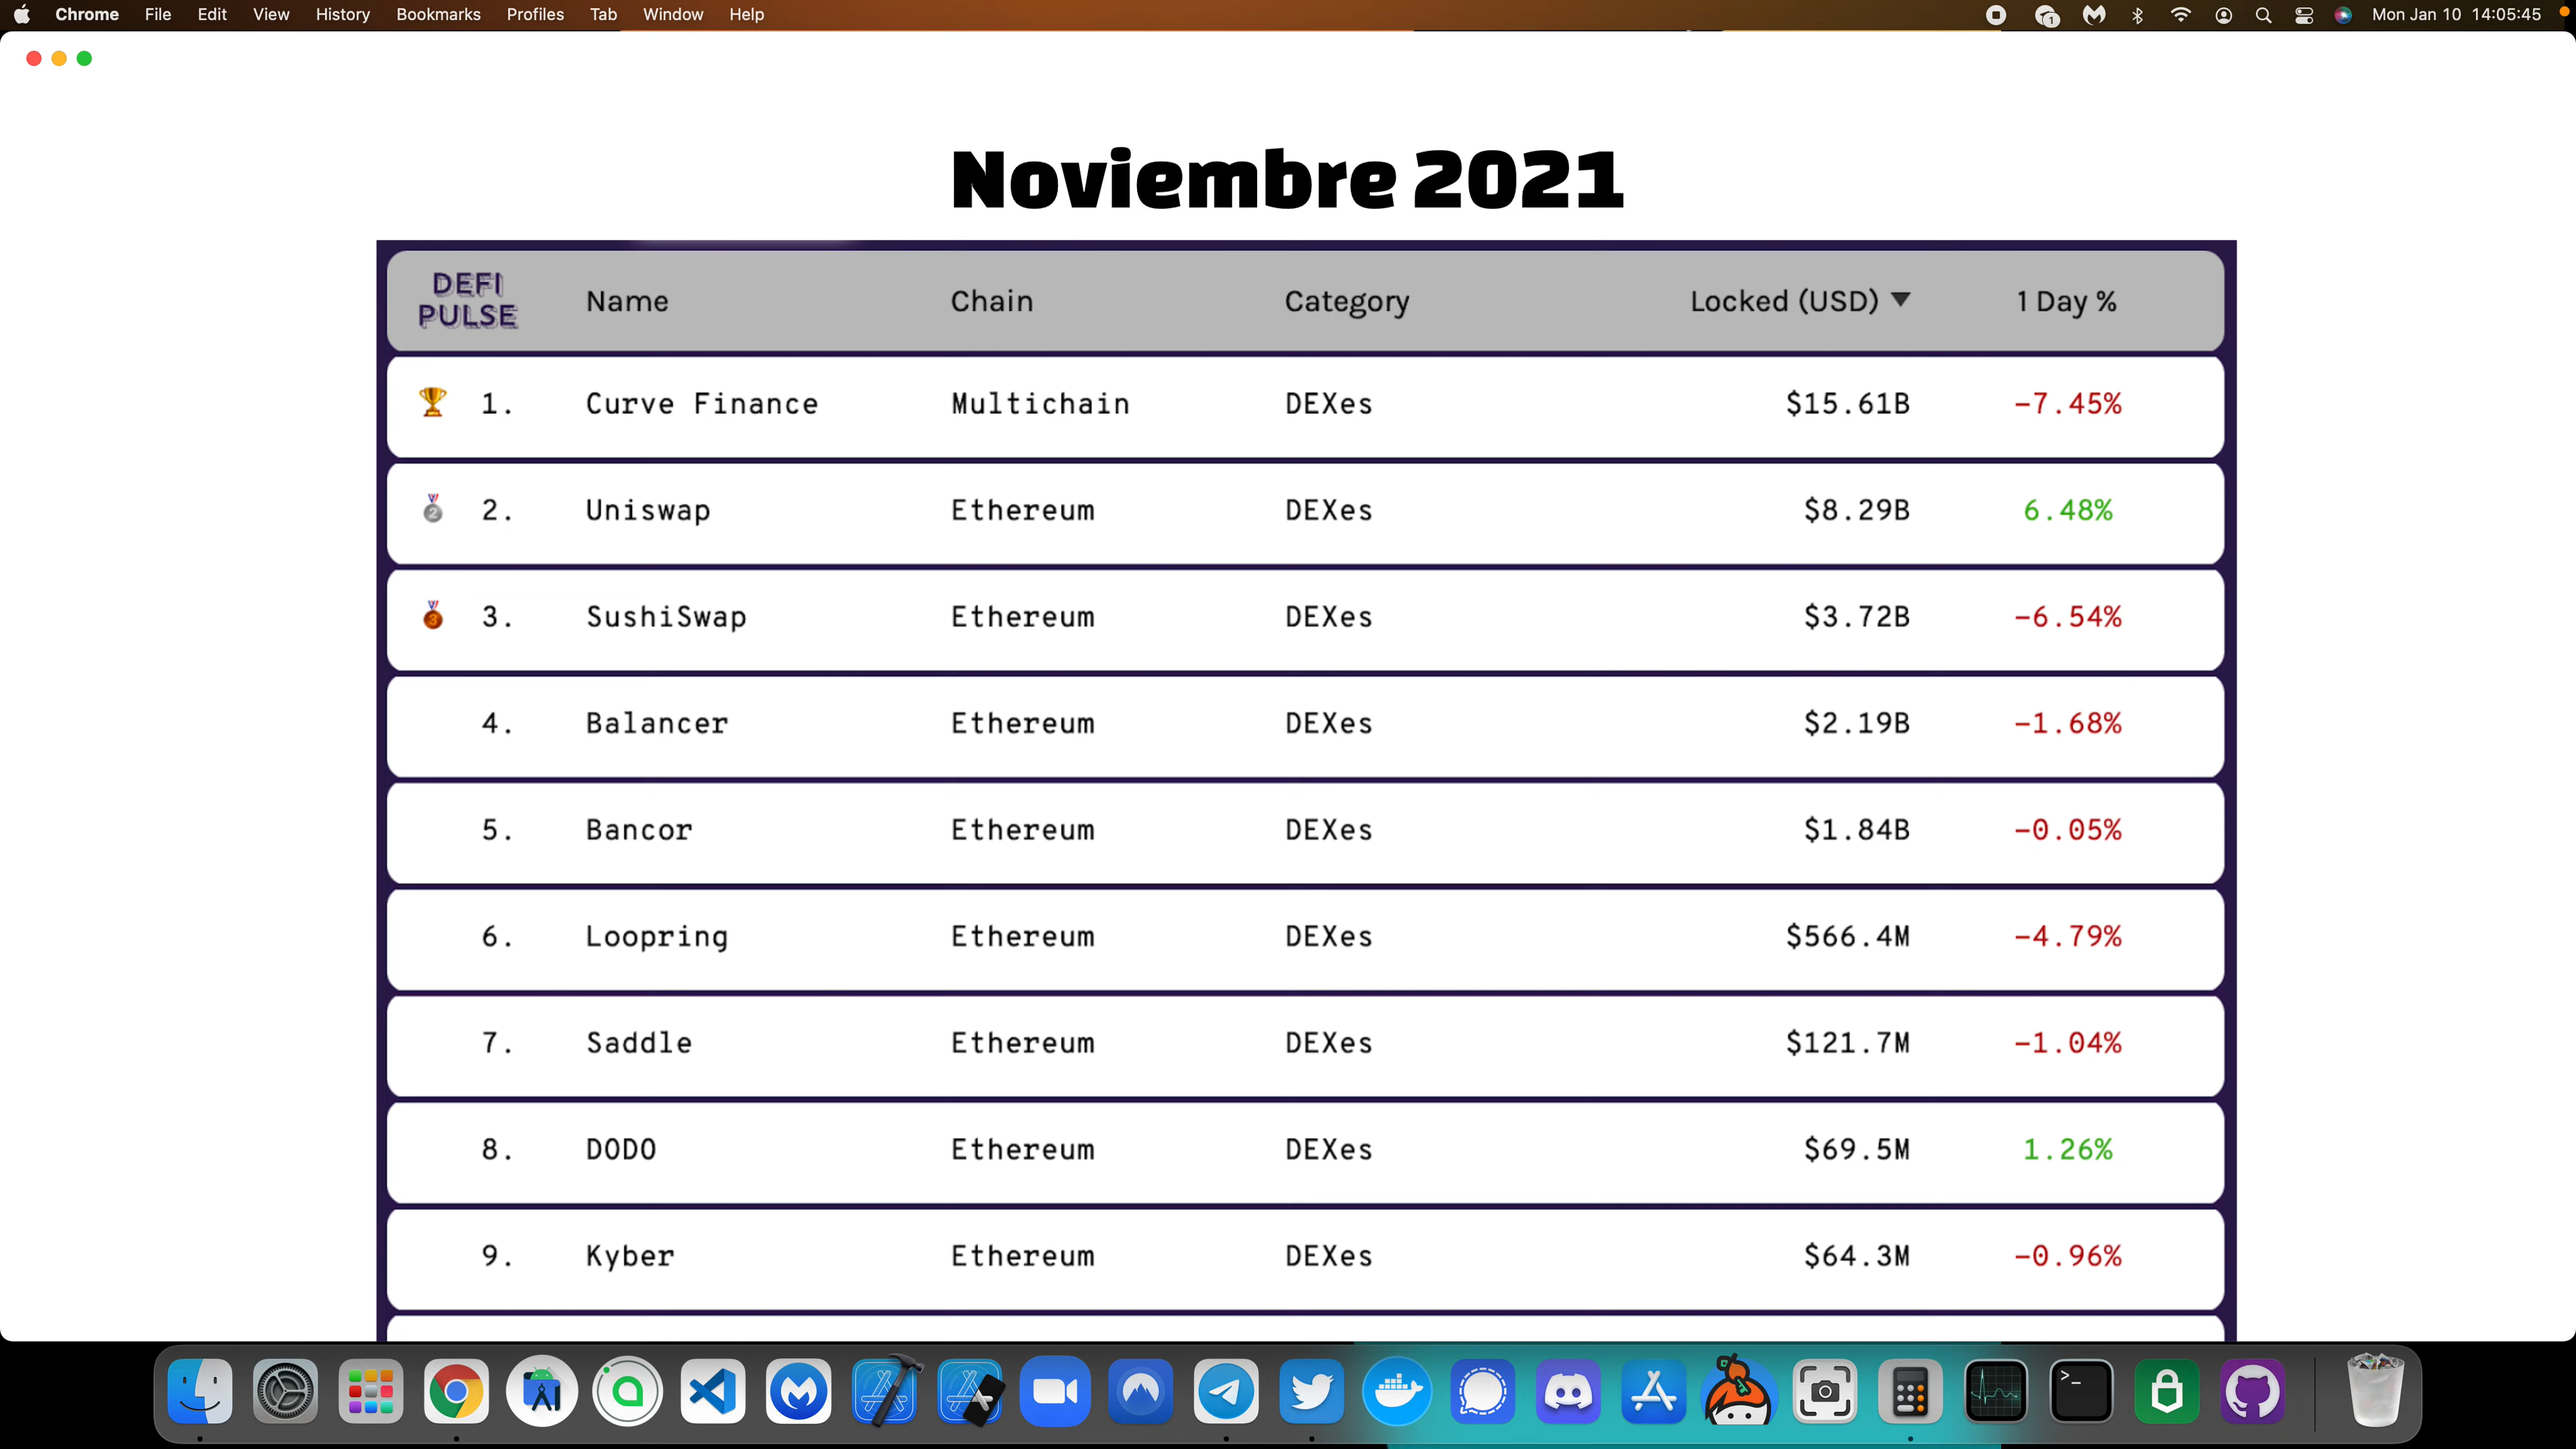 Chrome File Edit View History Bookmarks Profiles Tab Window Help 1 Mon Jan 10 14:05:45
Noviembre 2021
DEFI
PULSE Name Chain Category Locked (USD) ▼ 1 Day %
1. Curve Finance Multichain DEXes $15.61B -7.45%
2 2. Uniswap Ethereum DEXes $8.29B 6.48%
3 3. SushiSwap Ethereum DEXes $3.72B -6.54%
4. Balancer Ethereum DEXes $2.19B -1.68%
5. Bancor Ethereum DEXes $1.84B -0.05%
6. Loopring Ethereum DEXes $566.4M -4.79%
7. Saddle Ethereum DEXes $121.7M -1.04%
8. DODO Ethereum DEXes $69.5M 1.26%
9. Kyber Ethereum DEXes $64.3M -0.96%